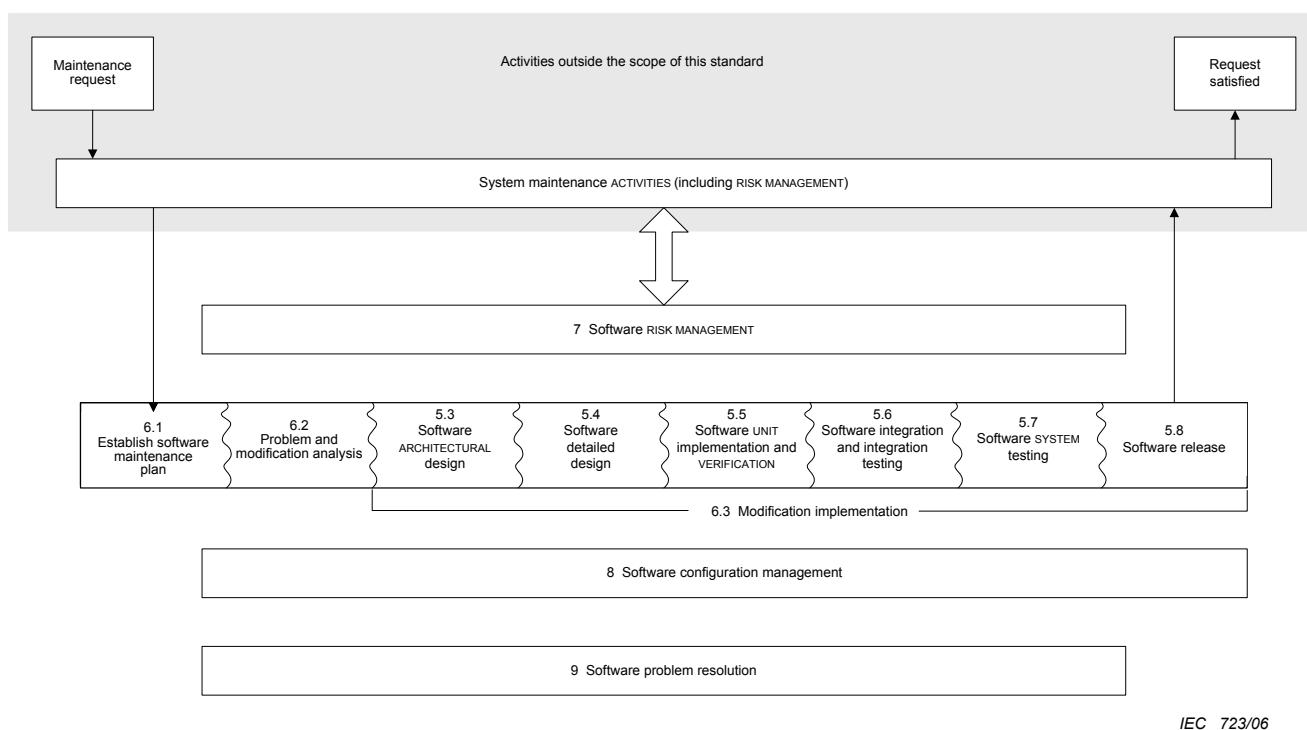 Maintenance
request
Activities outside the scope of this standard
Request
satisfied
System maintenance ACTIVITIES (including RISK MANAGEMENT)
7 Software RISK MANAGEMENT
6.1
Establish software
maintenance
plan
6.2
Problem and
modification analysis
5.3
Software
ARCHITECTURAL
design
5.4
Software
detailed
design
5.5
Software UNIT
implementation and
VERIFICATION
5.6
Software integration
and integration
testing
5.7
Software SYSTEM
testing
5.8
Software release
6.3 Modification implementation
8 Software configuration management
9 Software problem resolution
IEC 723/06